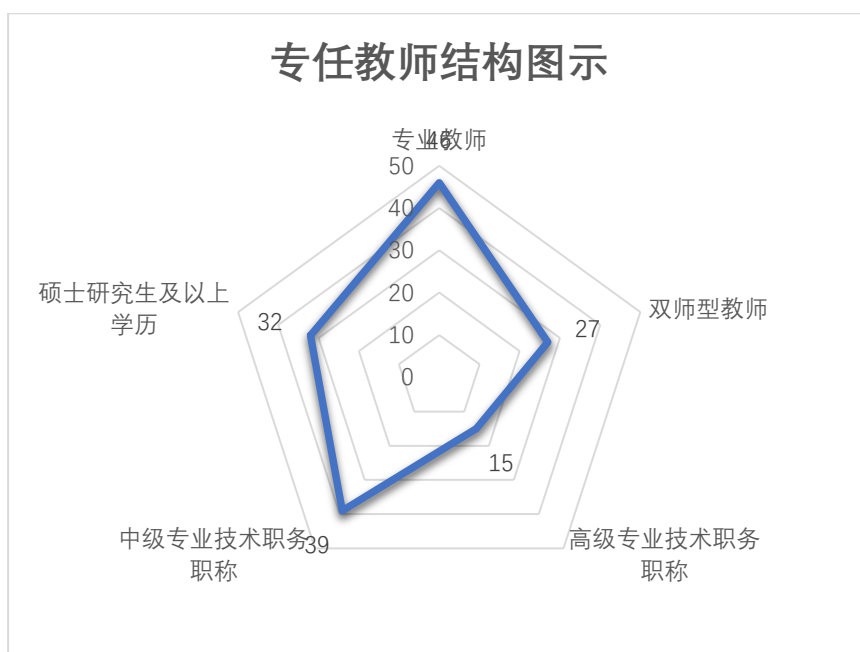 专任教师结构图示
专业教师
46
50
40
30
20
10
0
双师型教师
27
硕士研究生及以上
学历
32
15
高级专业技术职务
职称
中级专业技术职务
职称
39